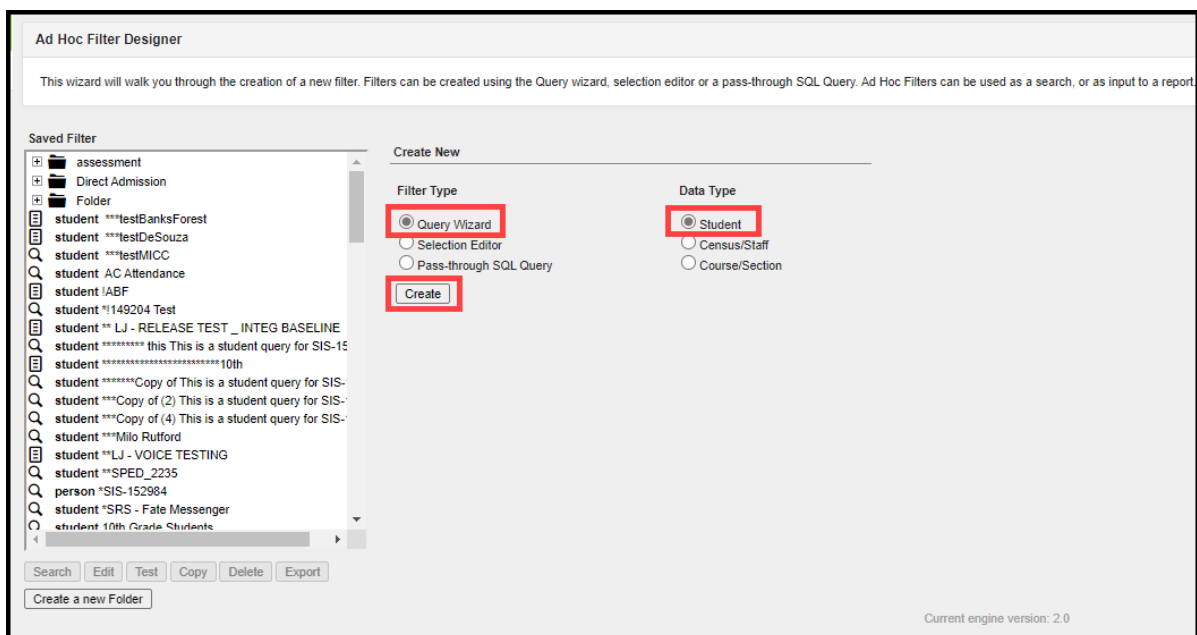 Ad Hoc Filter Designer
This wizard will walk you through the creation of a new filter. Filters can be created using the Query wizard, selection editor or a pass-through SQL Query. Ad Hoc Filters can be used as a search, or as input to a report.
Saved Filter
assessment
Direct Admission
Folder
student ***testBanksForest
student ***testDeSouza
student ***testMICC
student AC Attendance
student !ABF
student *!149204 Test
student ** LJ - RELEASE TEST _ INTEG BASELINE
student ********* this This is a student query for SIS-15
student **************************10th
student *******Copy of This is a student query for SIS-
student ***Copy of (2) This is a student query for SIS-
student ***Copy of (4) This is a student query for SIS-
student ***Milo Rutford
student **LJ - VOICE TESTING
student **SPED_2235
person *SIS-152984
student *SRS - Fate Messenger
student 10th Grade Students
Search Edit Test Copy Delete Export
Create a new Folder
Create New
Filter Type
Query Wizard
Selection Editor
Pass-through SQL Query
Create
Data Type
Student
Census/Staff
Course/Section
Current engine version: 2.0